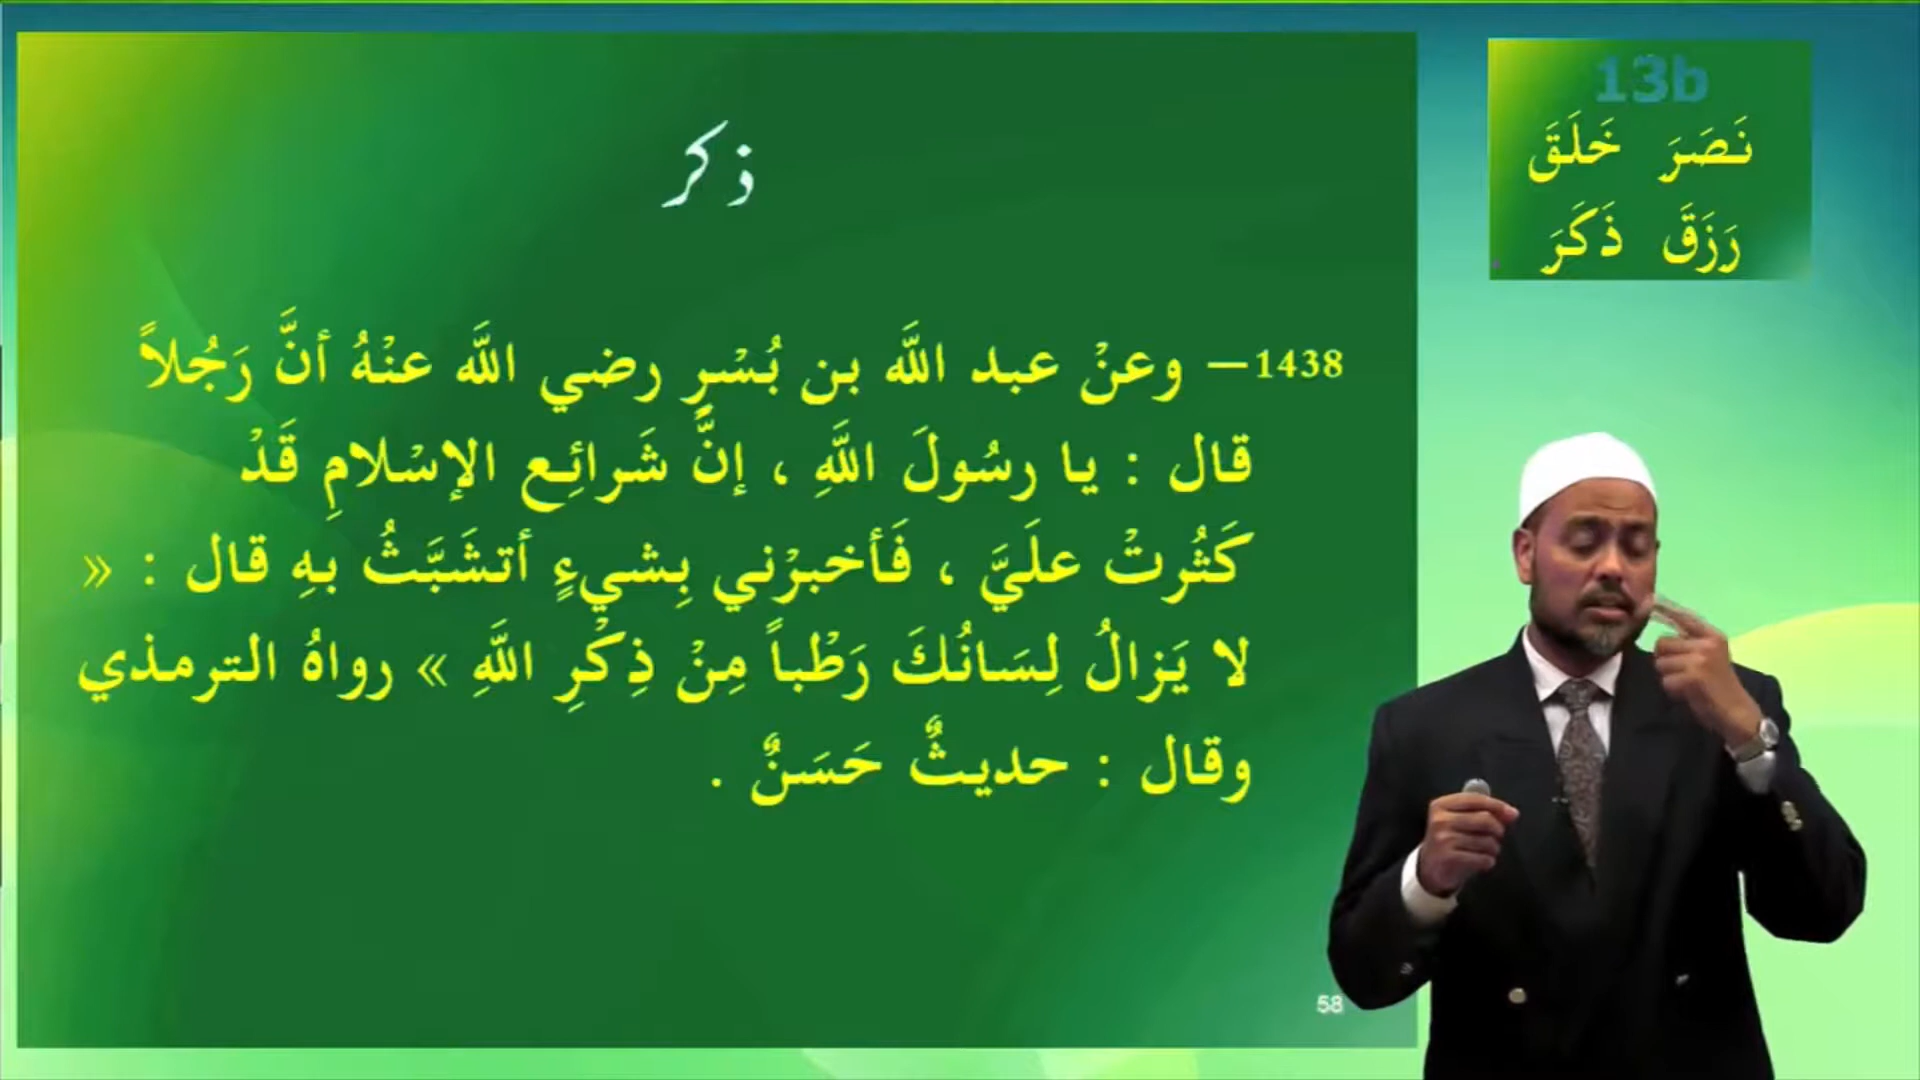 ذكر
1438– وعنْ عبد اللَّه بن بُسْرٍ رضي اللَّه عنْهُ أنَّ رَجُلاً
قال : يا رسُولَ اللَّهِ ، إنَّ شَرائِع الإسْلامِ قَدْ
كَثُرتْ علَيَّ ، فَأخبرْني بِشيءٍ أتشَبَّثُ بهِ قال : «
لا يَزالُ لِسَانُكَ رَطْباً مِنْ ذِكْرِ اللَّهِ » رواهُ الترمذي
وقال : حديثٌ حَسَنٌ .
58
13b
نَصَرَ خَلَقَ
رَزَقَ ذَكَرَ